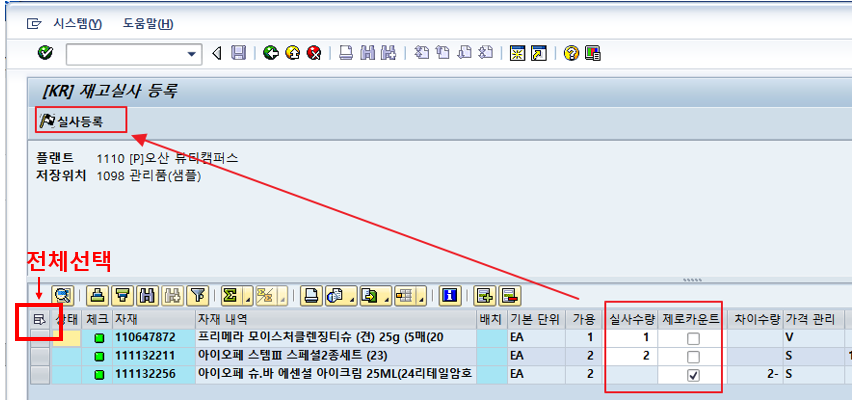 시스템(Y) 도움말(H)
[KR] 재고실사 등록
실사등록
플랜트 1110 [P]오산 뷰티캠퍼스
저장위치 1098 관리품(샘플)
전체선택
상태 체크 자재 자재 내역 배치 기본 단위 가용 실사수량 제로카운트 차이수량 가격 관리
110647872 프리메라 모이스처클렌징티슈 (견) 25g (5매(20 EA 1 1 V
111132211 아이오페 스템Ⅲ 스페셜2종세트 (23) EA 2 2 S 1
111132256 아이오페 슈.바 에센셜 아이크림 25ML(24리테일암호 EA 2 2- S